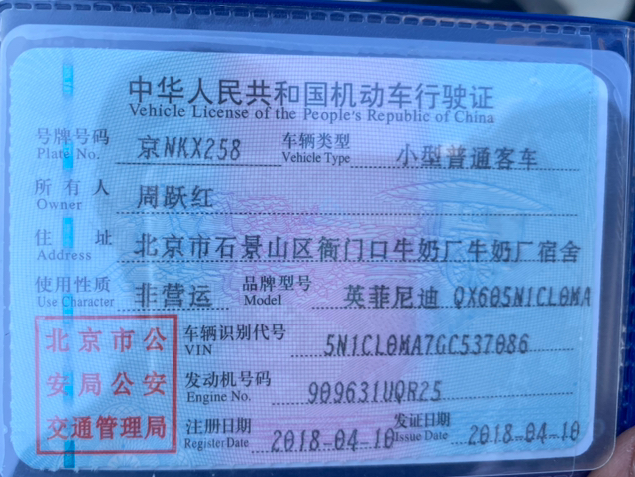 中华人民共和国机动车行驶证
Vehicle License of the People's Republic of China
号牌号码 京NKX258 车辆类型 小型普通客车
Plate No. Vehicle Type
所有人 周跃红
Owner
住址 北京市石景山区衙门口牛奶厂牛奶厂宿舍
Address
使用性质 非营运 品牌型号 英菲尼迪 QX605N1CL0MA
Use Character Model
北京市公
安局公安
交通管理局
车辆识别代号 5N1CL0MA7GC537086
VIN
发动机号码 909631UQR25
Engine No.
注册日期 2018-04-10 发证日期 2018-04-10
Register Date Issue Date